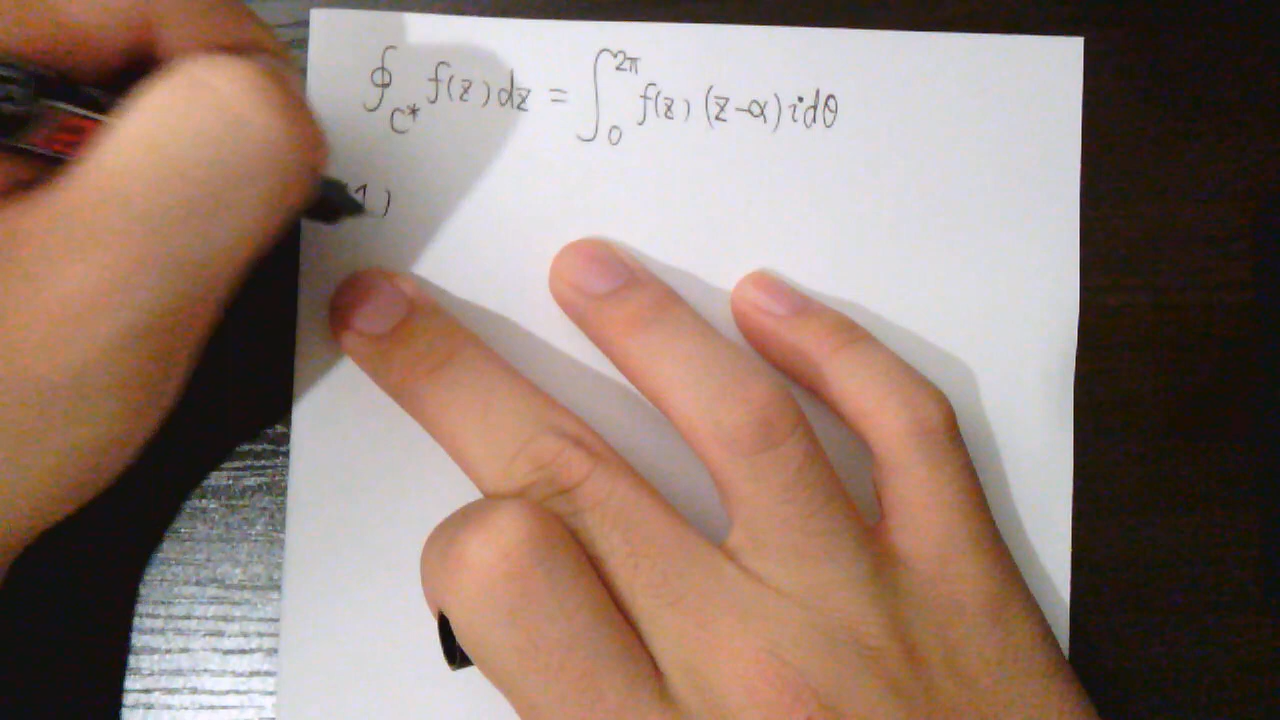 ∮_{C*} f(z) dz = ∫_0^{2π} f(z) (z-α) i dθ
(1)